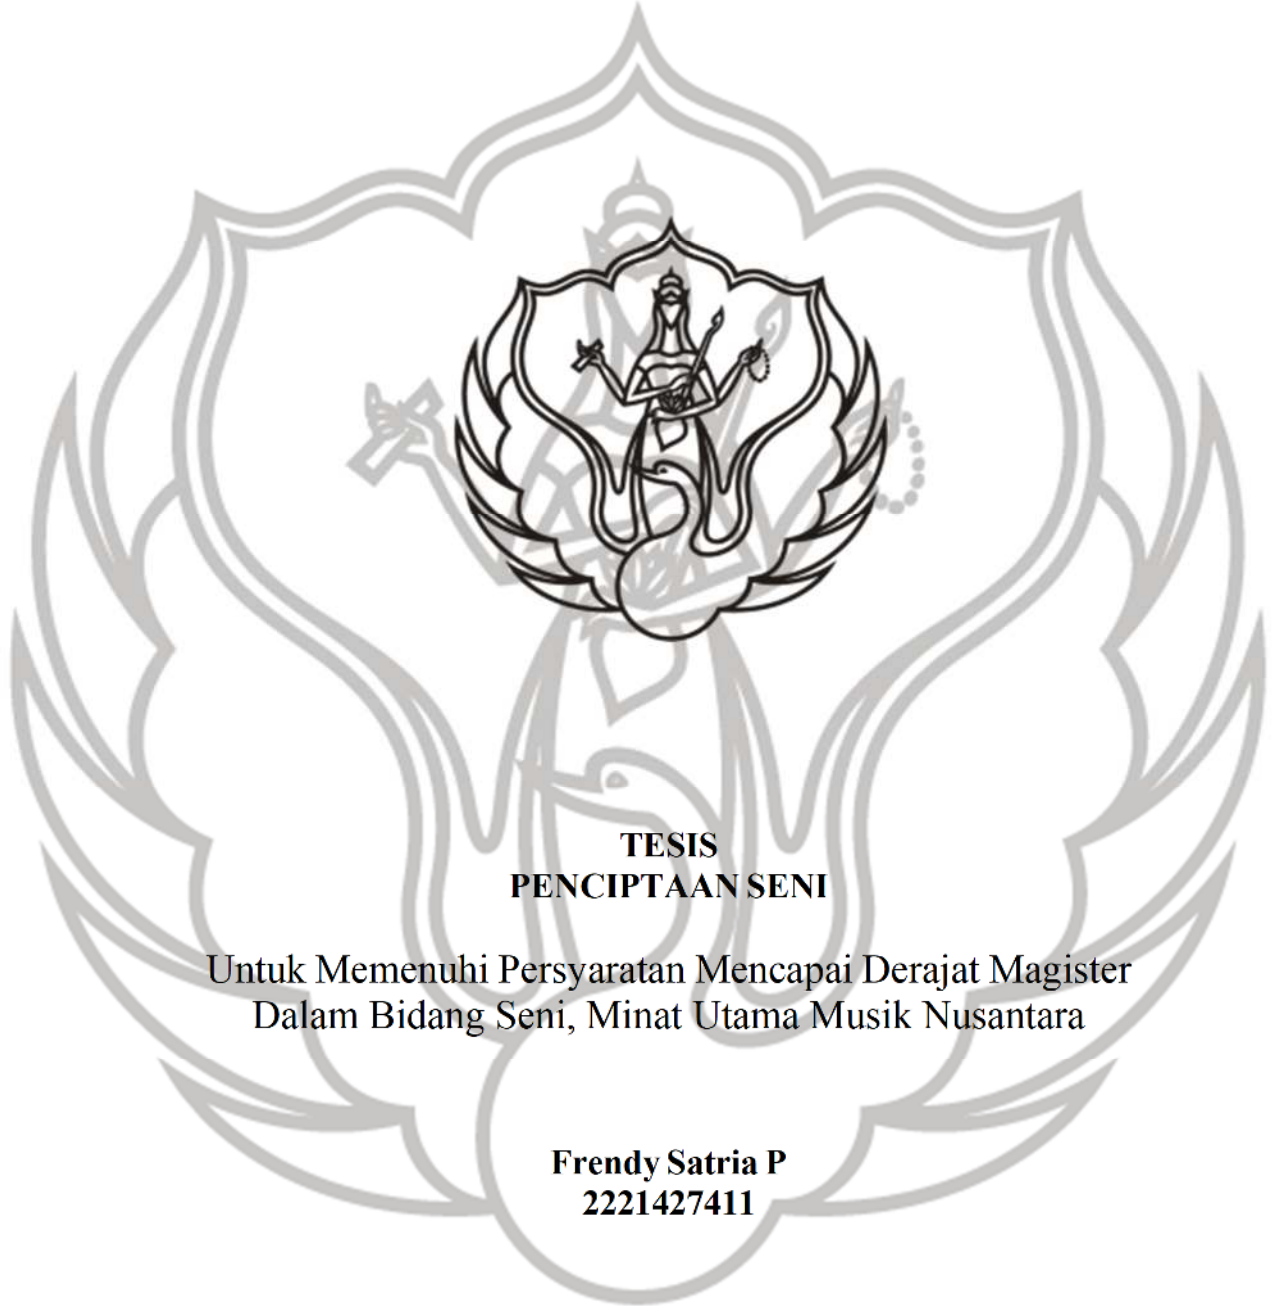 TESIS
PENCIPTAAN SENI
Untuk Memenuhi Persyaratan Mencapai Derajat Magister
Dalam Bidang Seni, Minat Utama Musik Nusantara
Frendy Satria P
2221427411